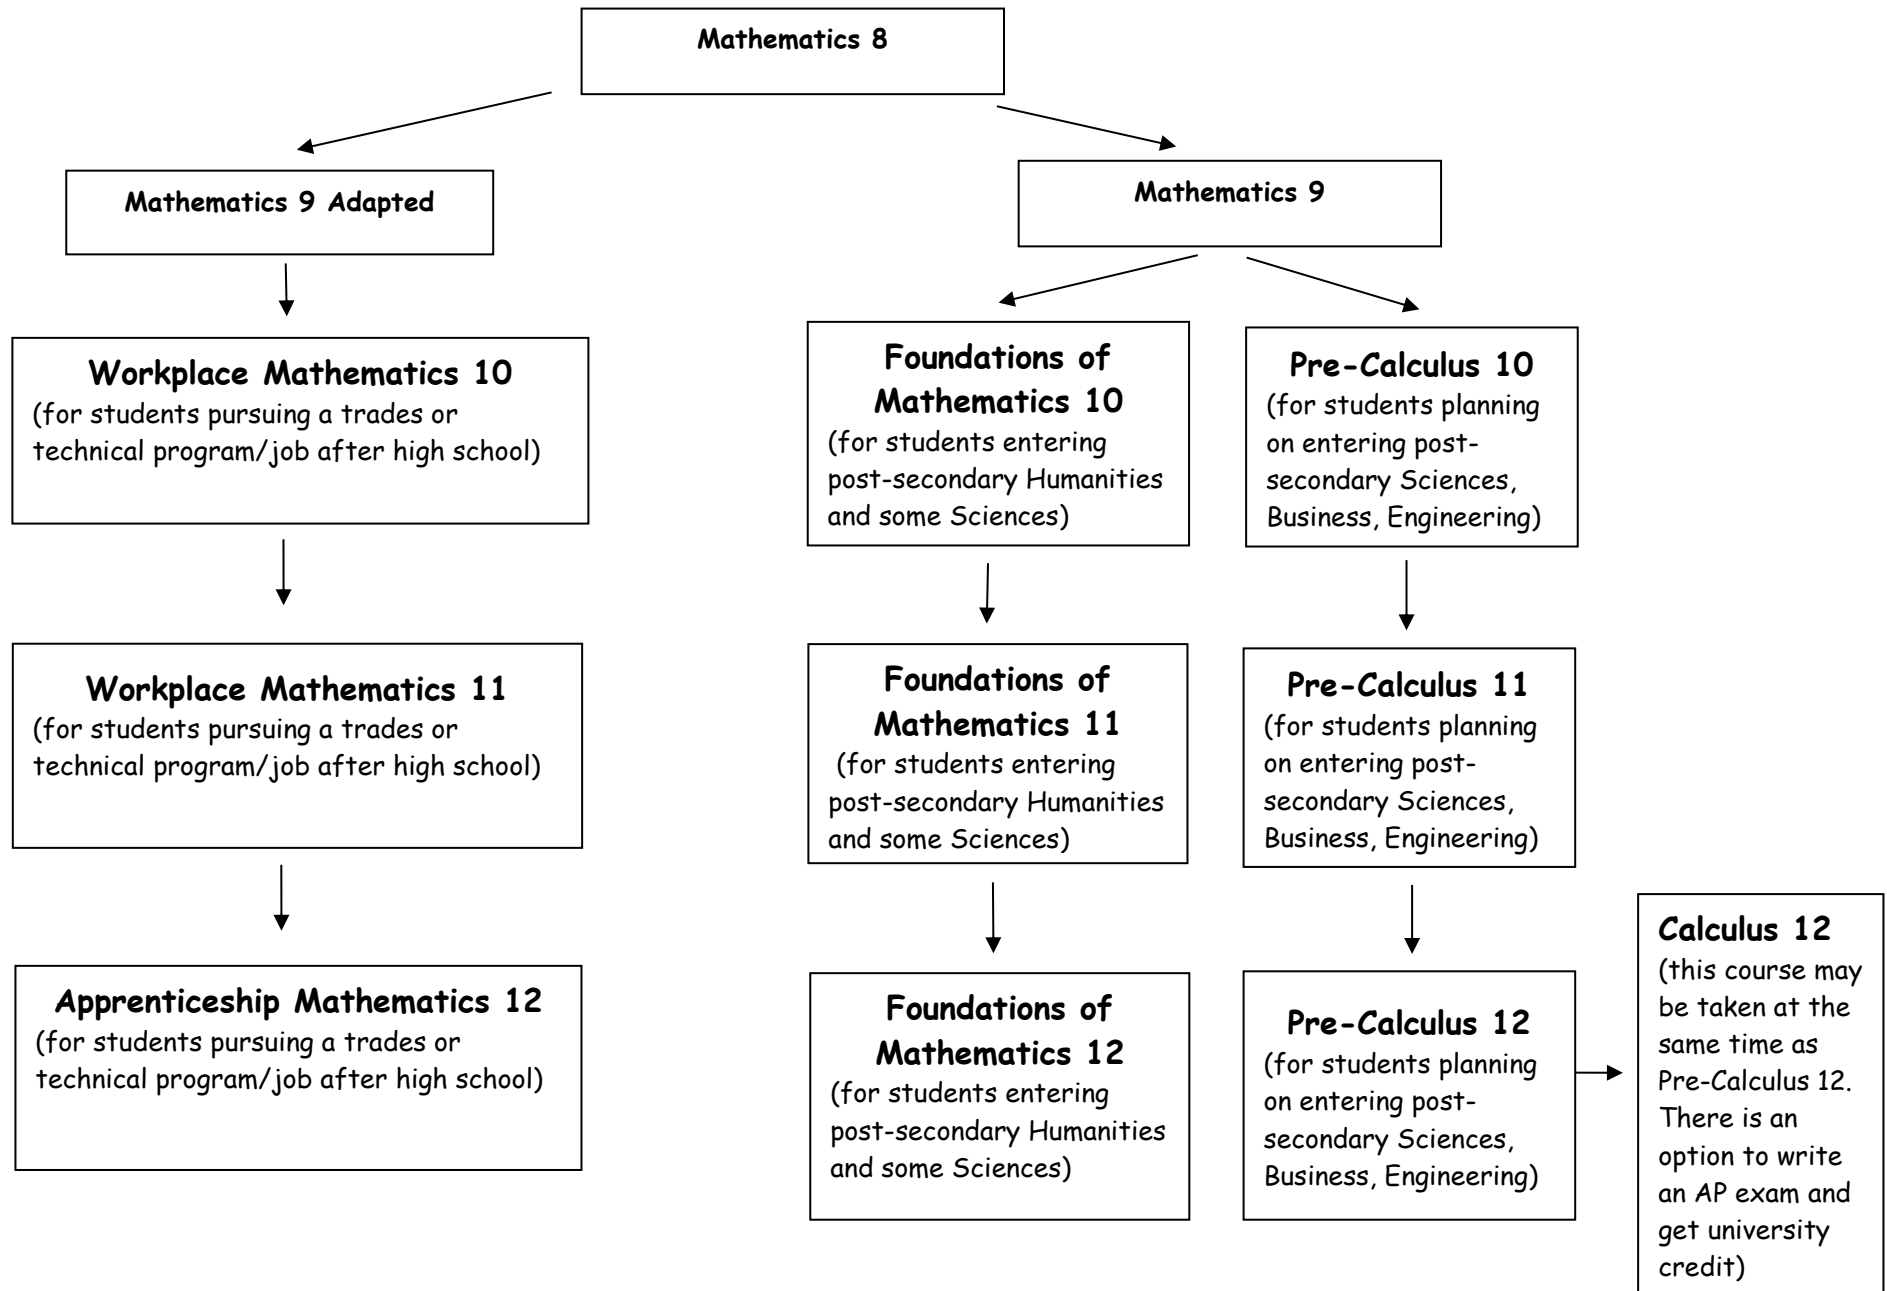 Mathematics 8
Mathematics 9 Adapted
Mathematics 9
Workplace Mathematics 10
(for students pursuing a trades or
technical program/job after high school)
Foundations of
Mathematics 10
(for students entering
post-secondary Humanities
and some Sciences)
Pre-Calculus 10
(for students planning
on entering post-
secondary Sciences,
Business, Engineering)
Workplace Mathematics 11
(for students pursuing a trades or
technical program/job after high school)
Foundations of
Mathematics 11
(for students entering
post-secondary Humanities
and some Sciences)
Pre-Calculus 11
(for students planning
on entering post-
secondary Sciences,
Business, Engineering)
Apprenticeship Mathematics 12
(for students pursuing a trades or
technical program/job after high school)
Foundations of
Mathematics 12
(for students entering
post-secondary Humanities
and some Sciences)
Pre-Calculus 12
(for students planning
on entering post-
secondary Sciences,
Business, Engineering)
Calculus 12
(this course may
be taken at the
same time as
Pre-Calculus 12.
There is an
option to write
an AP exam and
get university
credit)